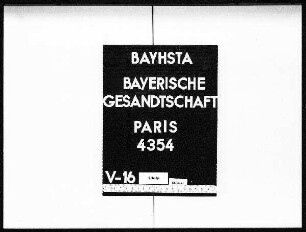 BAYHSTA
BAYERISCHE
GESANDTSCHAFT
PARIS
4354
V-16